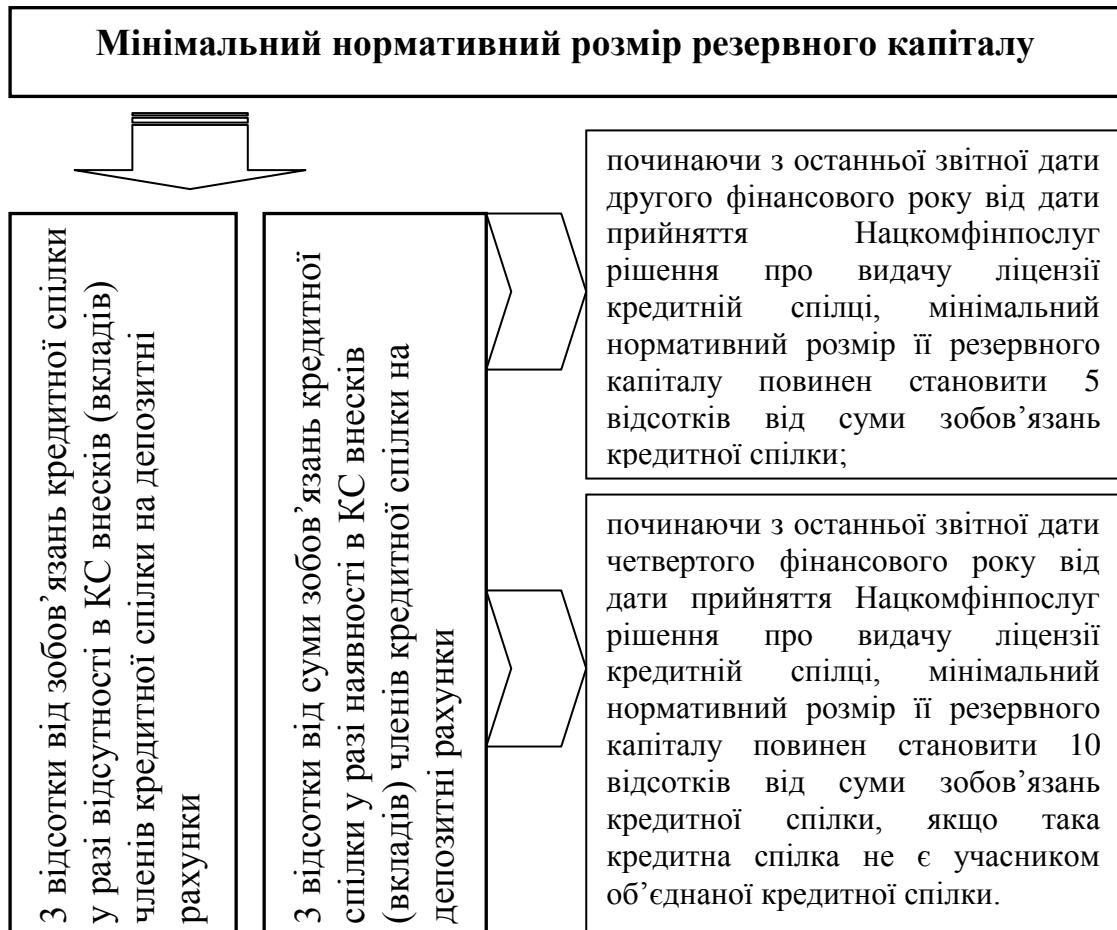 Мінімальний нормативний розмір резервного капіталу
3 відсотки від зобов’язань кредитної спілки
у разі відсутності в КС внесків (вкладів)
членів кредитної спілки на депозитні
рахунки
3 відсотки від суми зобов’язань кредитної
спілки у разі наявності в КС внесків
(вкладів) членів кредитної спілки на
депозитні рахунки
починаючи з останньої звітної дати
другого фінансового року від дати
прийняття Нацкомфінпослуг
рішення про видачу ліцензії
кредитній спілці, мінімальний
нормативний розмір її резервного
капіталу повинен становити 5
відсотків від суми зобов’язань
кредитної спілки;
починаючи з останньої звітної дати
четвертого фінансового року від
дати прийняття Нацкомфінпослуг
рішення про видачу ліцензії
кредитній спілці, мінімальний
нормативний розмір її резервного
капіталу повинен становити 10
відсотків від суми зобов’язань
кредитної спілки, якщо така
кредитна спілка не є учасником
об’єднаної кредитної спілки.